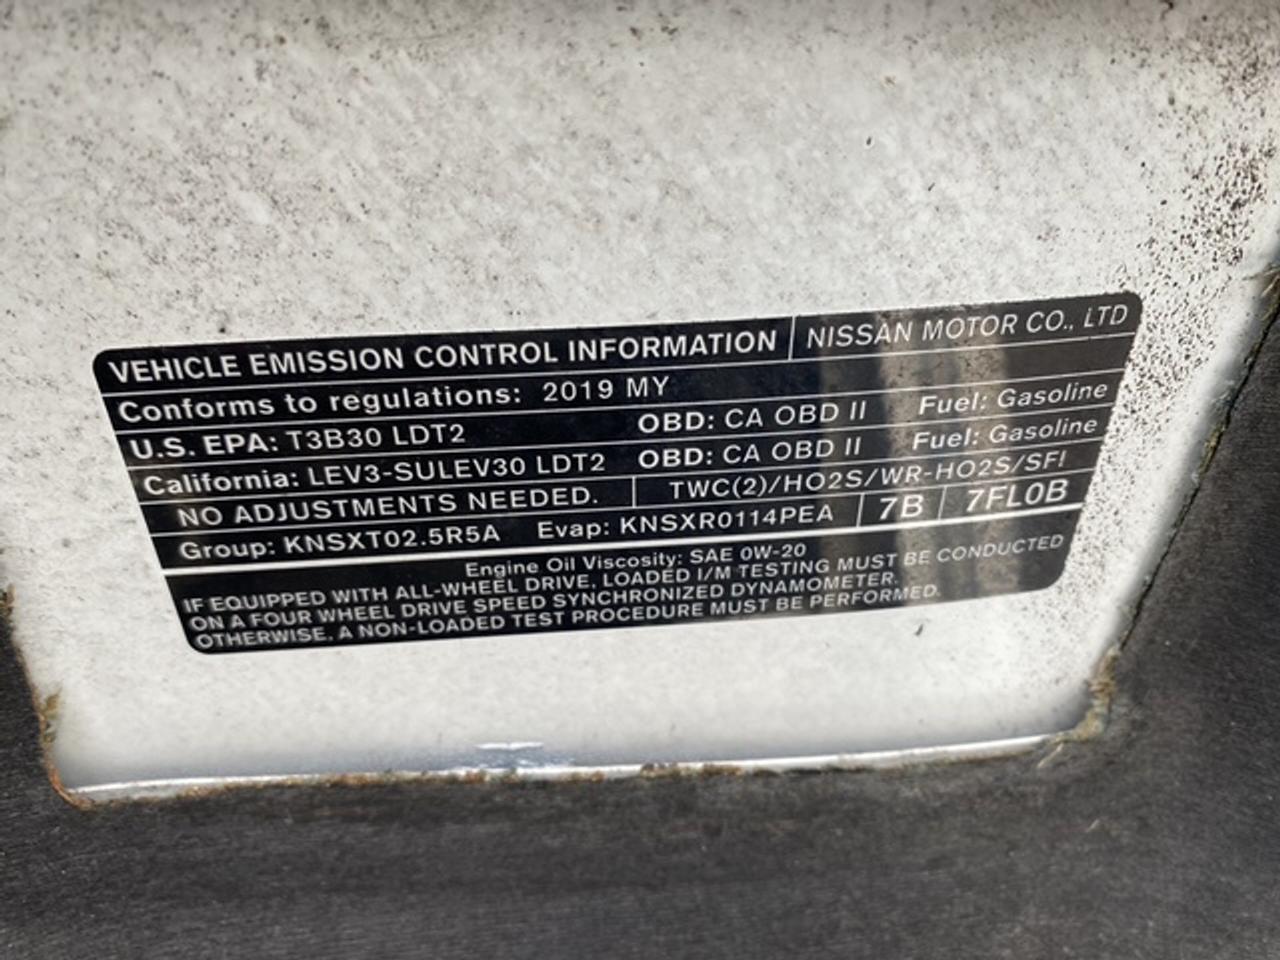 VEHICLE EMISSION CONTROL INFORMATION NISSAN MOTOR CO., LTD
Conforms to regulations: 2019 MY
U.S. EPA: T3B30 LDT2 OBD: CA OBD II Fuel: Gasoline
California: LEV3-SULEV30 LDT2 OBD: CA OBD II Fuel: Gasoline
NO ADJUSTMENTS NEEDED. TWC(2)/HO2S/WR-HO2S/SFI
Group: KNSXT02.5R5A Evap: KNSXR0114PEA 7B 7FL0B
Engine Oil Viscosity: SAE 0W-20
IF EQUIPPED WITH ALL-WHEEL DRIVE, LOADED I/M TESTING MUST BE CONDUCTED
ON A FOUR WHEEL DRIVE SPEED SYNCHRONIZED DYNAMOMETER.
OTHERWISE, A NON-LOADED TEST PROCEDURE MUST BE PERFORMED.